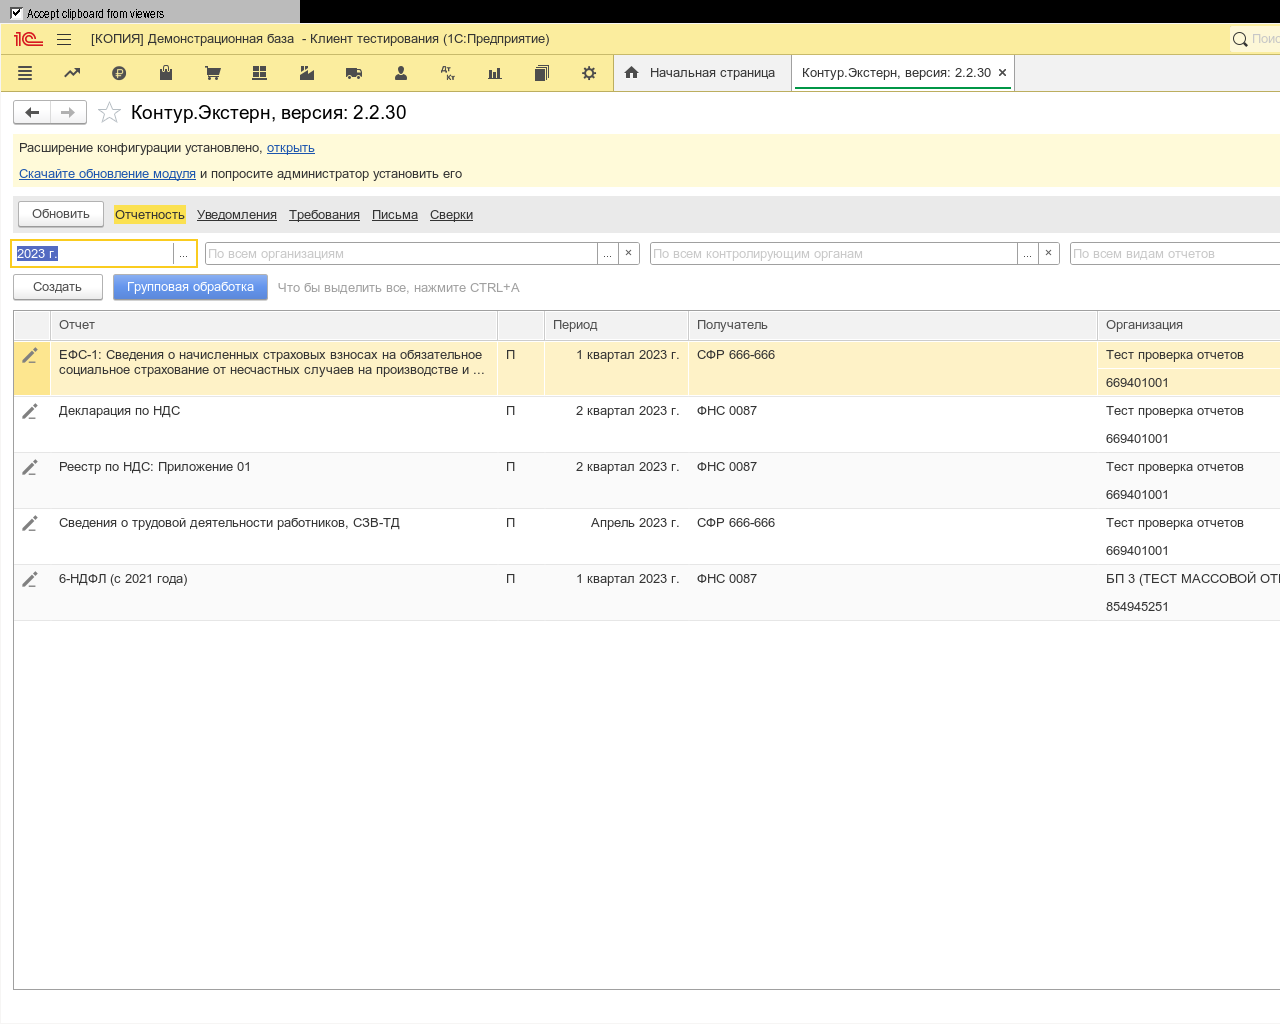 Accept clipboard from viewers
[КОПИЯ] Демонстрационная база - Клиент тестирования (1С:Предприятие)
Начальная страница
Контур.Экстерн, версия: 2.2.30 ×
Контур.Экстерн, версия: 2.2.30
Расширение конфигурации установлено, открыть
Скачайте обновление модуля и попросите администратор установить его
Обновить Отчетность Уведомления Требования Письма Сверки
2023 г. ... По всем организациям ... × По всем контролирующим органам ... × По всем видам отчетов
Создать Групповая обработка Что бы выделить все, нажмите CTRL+A
Отчет Период Получатель Организация
ЕФС-1: Сведения о начисленных страховых взносах на обязательное П 1 квартал 2023 г. СФР 666-666 Тест проверка отчетов
социальное страхование от несчастных случаев на производстве и ...
669401001
Декларация по НДС П 2 квартал 2023 г. ФНС 0087 Тест проверка отчетов
669401001
Реестр по НДС: Приложение 01 П 2 квартал 2023 г. ФНС 0087 Тест проверка отчетов
669401001
Сведения о трудовой деятельности работников, СЗВ-ТД П Апрель 2023 г. СФР 666-666 Тест проверка отчетов
669401001
6-НДФЛ (с 2021 года) П 1 квартал 2023 г. ФНС 0087 БП 3 (ТЕСТ МАССОВОЙ
854945251